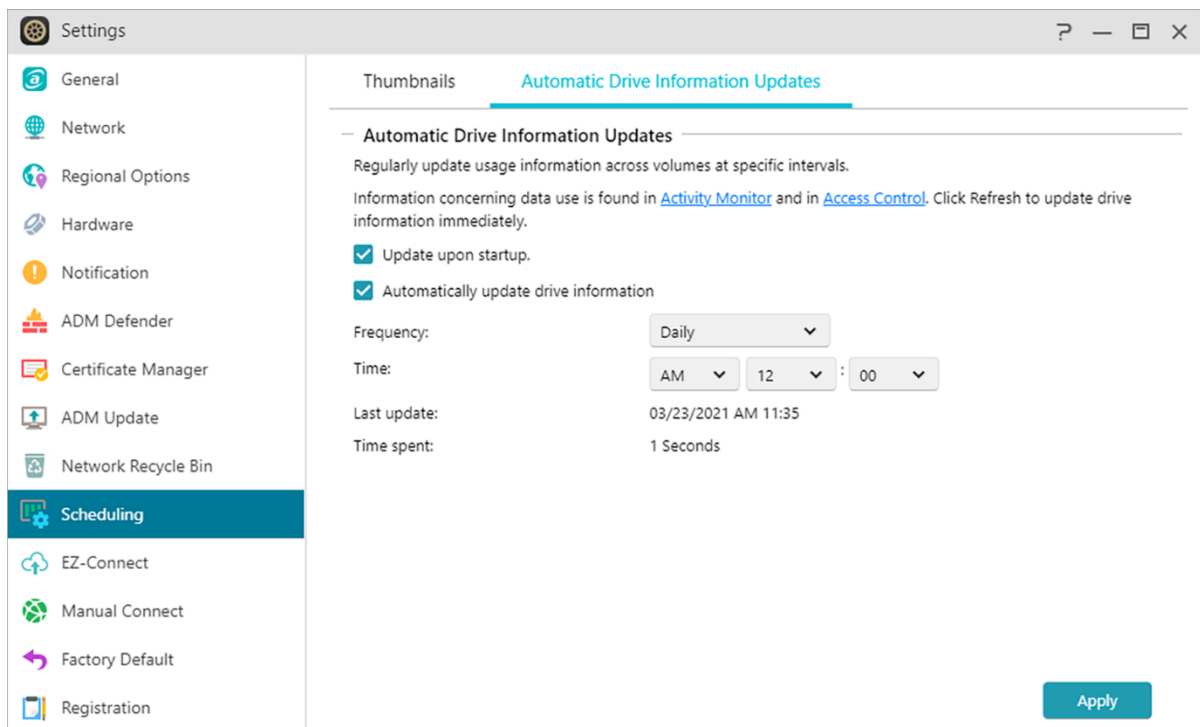 Settings
General
Network
Regional Options
Hardware
Notification
ADM Defender
Certificate Manager
ADM Update
Network Recycle Bin
Scheduling
EZ-Connect
Manual Connect
Factory Default
Registration
Thumbnails
Automatic Drive Information Updates
Automatic Drive Information Updates
Regularly update usage information across volumes at specific intervals.
Information concerning data use is found in Activity Monitor and in Access Control. Click Refresh to update drive
information immediately.
Update upon startup.
Automatically update drive information
Frequency: Daily
Time: AM 12 : 00
Last update: 03/23/2021 AM 11:35
Time spent: 1 Seconds
Apply